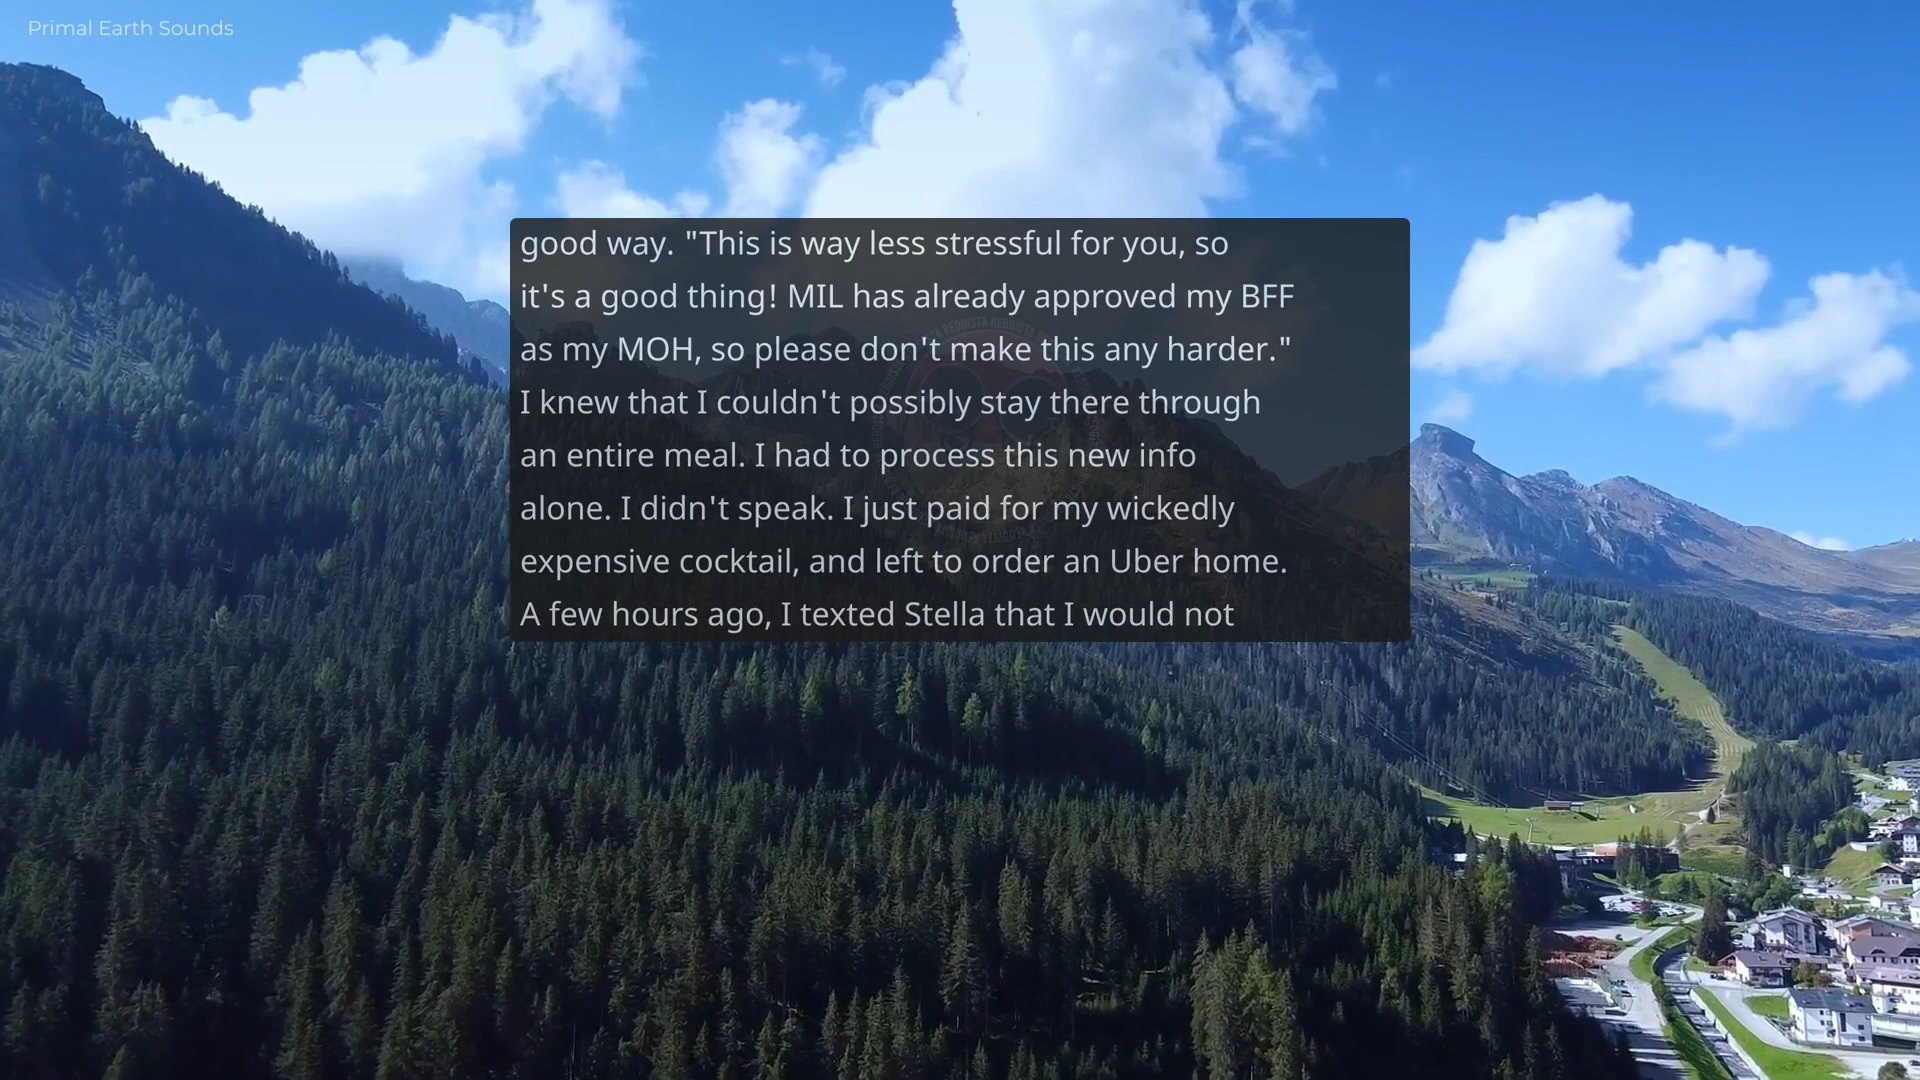 Primal Earth Sounds
good way. "This is way less stressful for you, so
it's a good thing! MIL has already approved my BFF
as my MOH, so please don't make this any harder."
I knew that I couldn't possibly stay there through
an entire meal. I had to process this new info
alone. I didn't speak. I just paid for my wickedly
expensive cocktail, and left to order an Uber home.
A few hours ago, I texted Stella that I would not